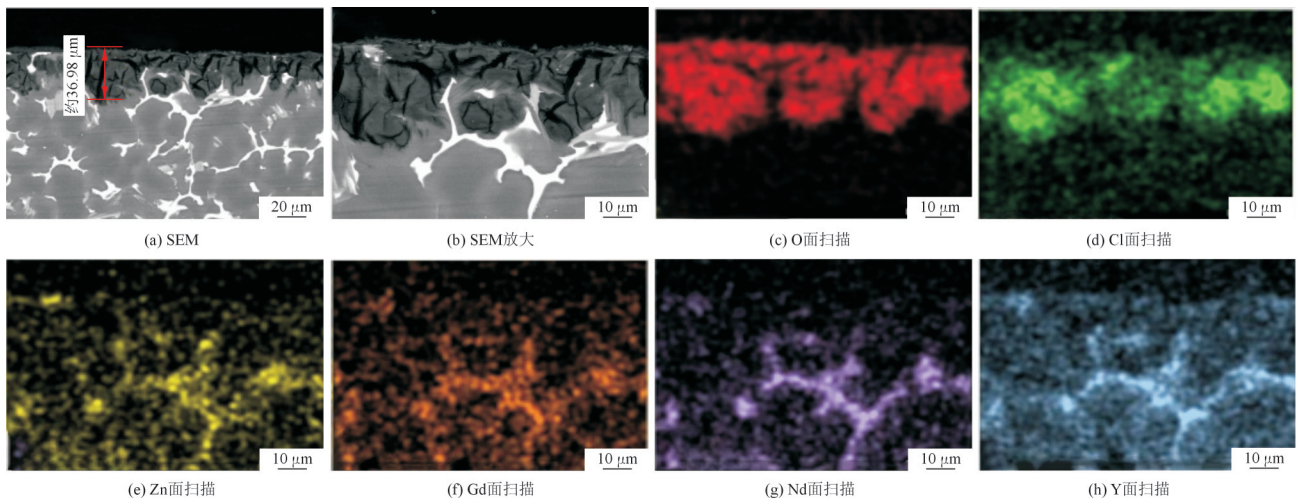 约36.98 μm
20 μm
10 μm
10 μm
10 μm
(a) SEM
(b) SEM放大
(c) O面扫描
(d) Cl面扫描
10 μm
10 μm
10 μm
10 μm
(e) Zn面扫描
(f) Gd面扫描
(g) Nd面扫描
(h) Y面扫描